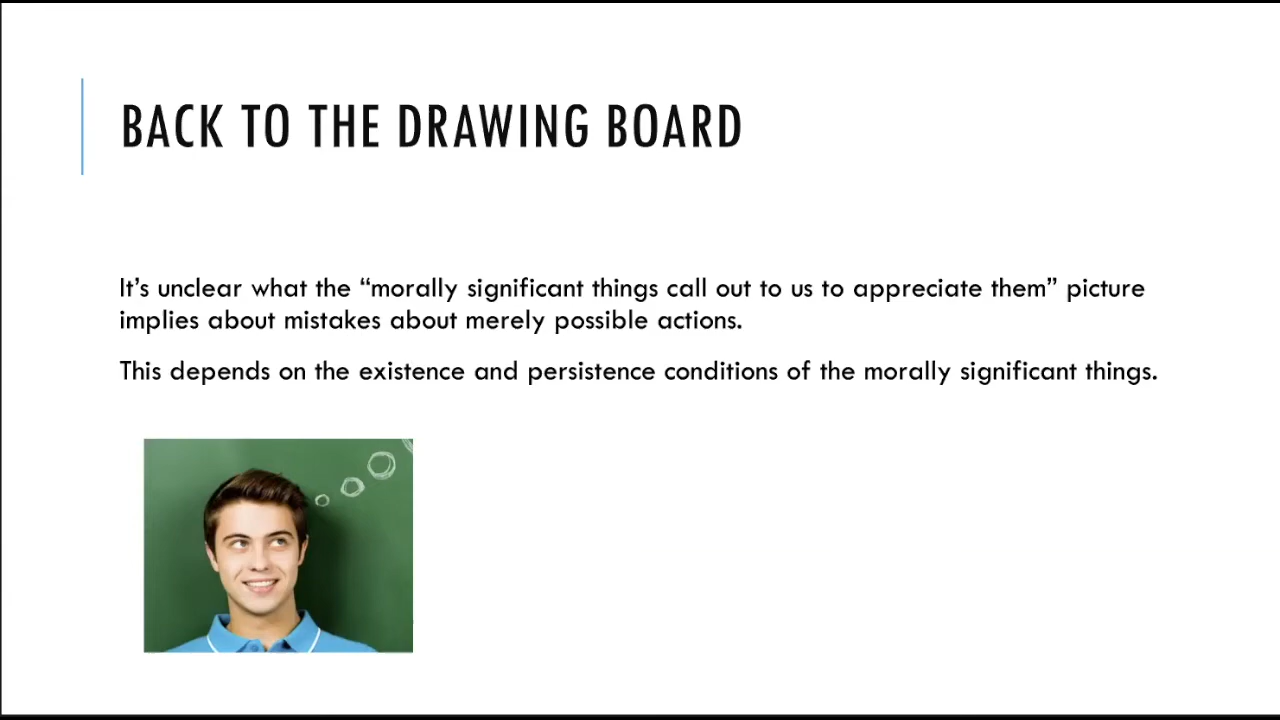 BACK TO THE DRAWING BOARD
It’s unclear what the “morally significant things call out to us to appreciate them” picture
implies about mistakes about merely possible actions.
This depends on the existence and persistence conditions of the morally significant things.